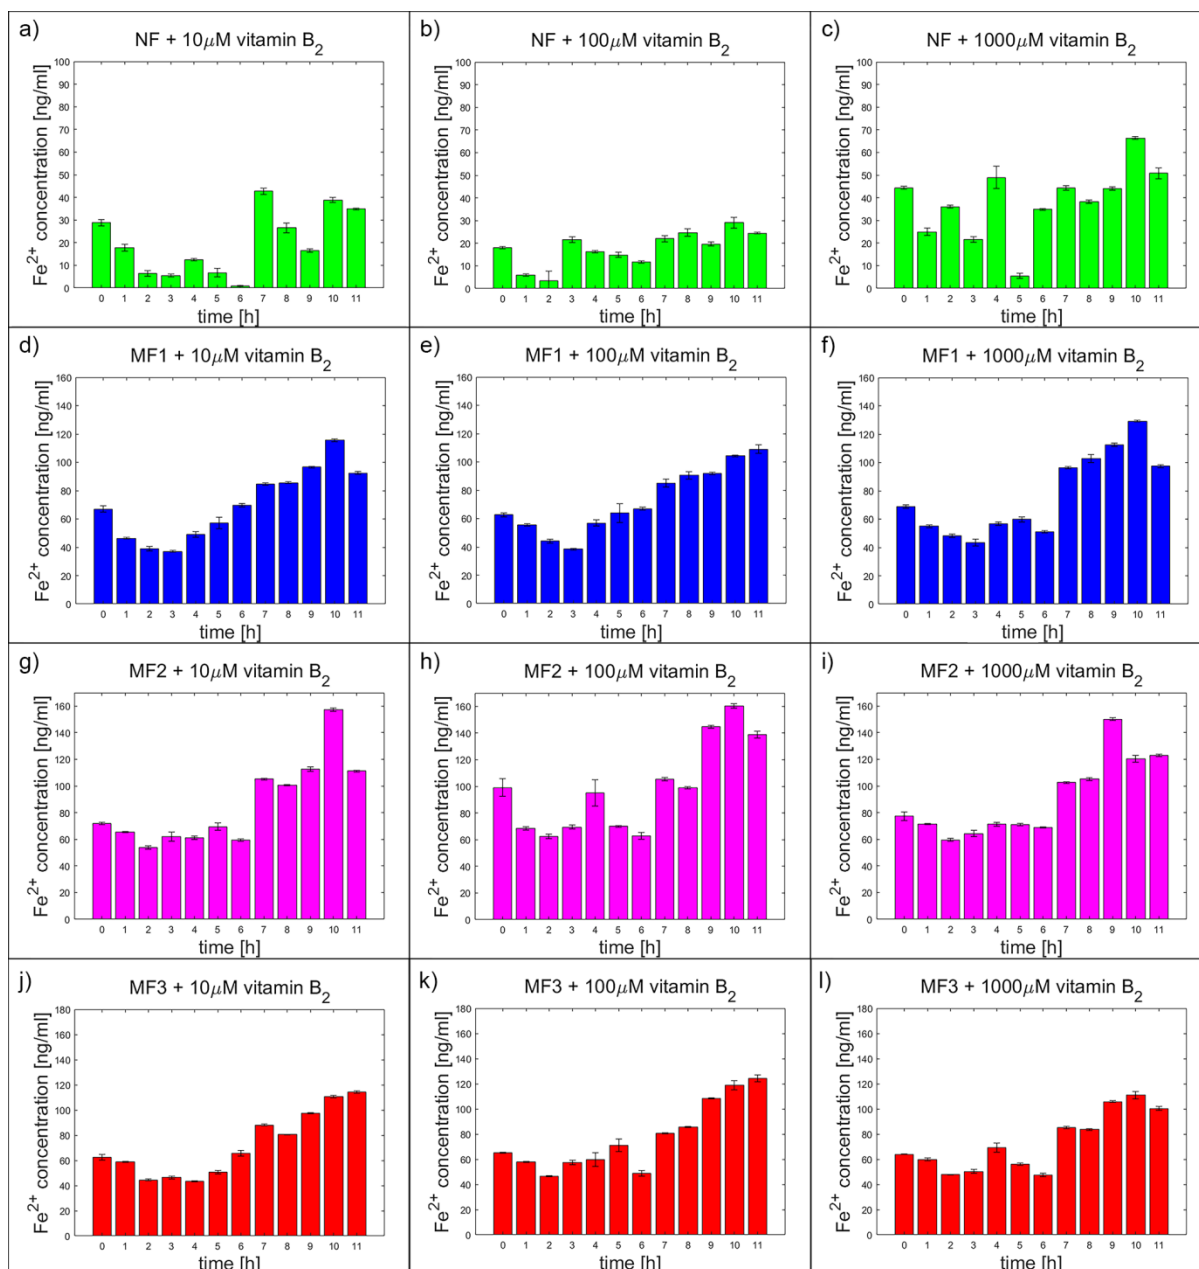 a)
NF + 10μM vitamin B2
Fe2+ concentration [ng/ml]
100
90
80
70
60
50
40
30
20
10
0
0 1 2 3 4 5 6 7 8 9 10 11
time [h]
b)
NF + 100μM vitamin B2
Fe2+ concentration [ng/ml]
100
90
80
70
60
50
40
30
20
10
0
0 1 2 3 4 5 6 7 8 9 10 11
time [h]
c)
NF + 1000μM vitamin B2
Fe2+ concentration [ng/ml]
100
90
80
70
60
50
40
30
20
10
0
0 1 2 3 4 5 6 7 8 9 10 11
time [h]
d)
MF1 + 10μM vitamin B2
Fe2+ concentration [ng/ml]
160
140
120
100
80
60
40
20
0
0 1 2 3 4 5 6 7 8 9 10 11
time [h]
e)
MF1 + 100μM vitamin B2
Fe2+ concentration [ng/ml]
160
140
120
100
80
60
40
20
0
0 1 2 3 4 5 6 7 8 9 10 11
time [h]
f)
MF1 + 1000μM vitamin B2
Fe2+ concentration [ng/ml]
160
140
120
100
80
60
40
20
0
0 1 2 3 4 5 6 7 8 9 10 11
time [h]
g)
MF2 + 10μM vitamin B2
Fe2+ concentration [ng/ml]
160
140
120
100
80
60
40
20
0
0 1 2 3 4 5 6 7 8 9 10 11
time [h]
h)
MF2 + 100μM vitamin B2
Fe2+ concentration [ng/ml]
160
140
120
100
80
60
40
20
0
0 1 2 3 4 5 6 7 8 9 10 11
time [h]
i)
MF2 + 1000μM vitamin B2
Fe2+ concentration [ng/ml]
160
140
120
100
80
60
40
20
0
0 1 2 3 4 5 6 7 8 9 10 11
time [h]
j)
MF3 + 10μM vitamin B2
Fe2+ concentration [ng/ml]
180
160
140
120
100
80
60
40
20
0
0 1 2 3 4 5 6 7 8 9 10 11
time [h]
k)
MF3 + 100μM vitamin B2
Fe2+ concentration [ng/ml]
180
160
140
120
100
80
60
40
20
0
0 1 2 3 4 5 6 7 8 9 10 11
time [h]
l)
MF3 + 1000μM vitamin B2
Fe2+ concentration [ng/ml]
180
160
140
120
100
80
60
40
20
0
0 1 2 3 4 5 6 7 8 9 10 11
time [h]